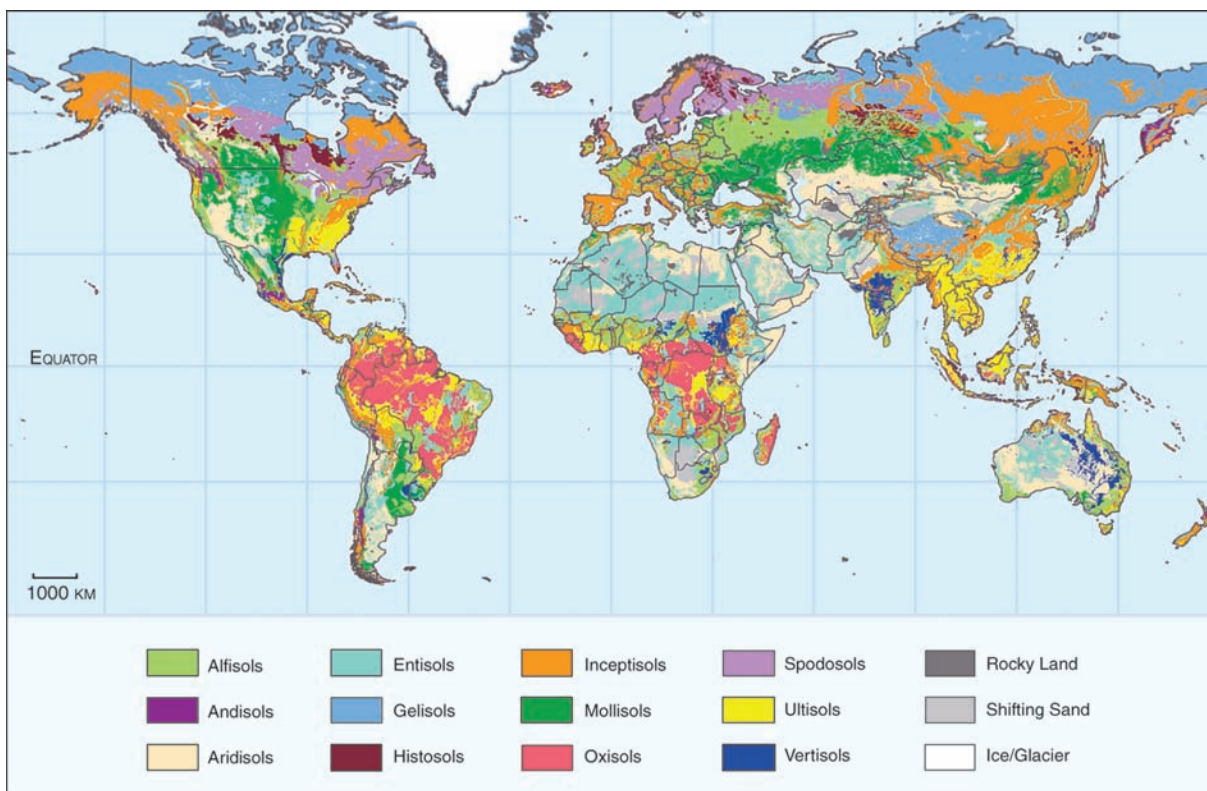 EQUATOR
1000 KM
Alfisols Entisols Inceptisols Spodosols Rocky Land
Andisols Gelisols Mollisols Ultisols Shifting Sand
Aridisols Histosols Oxisols Vertisols Ice/Glacier